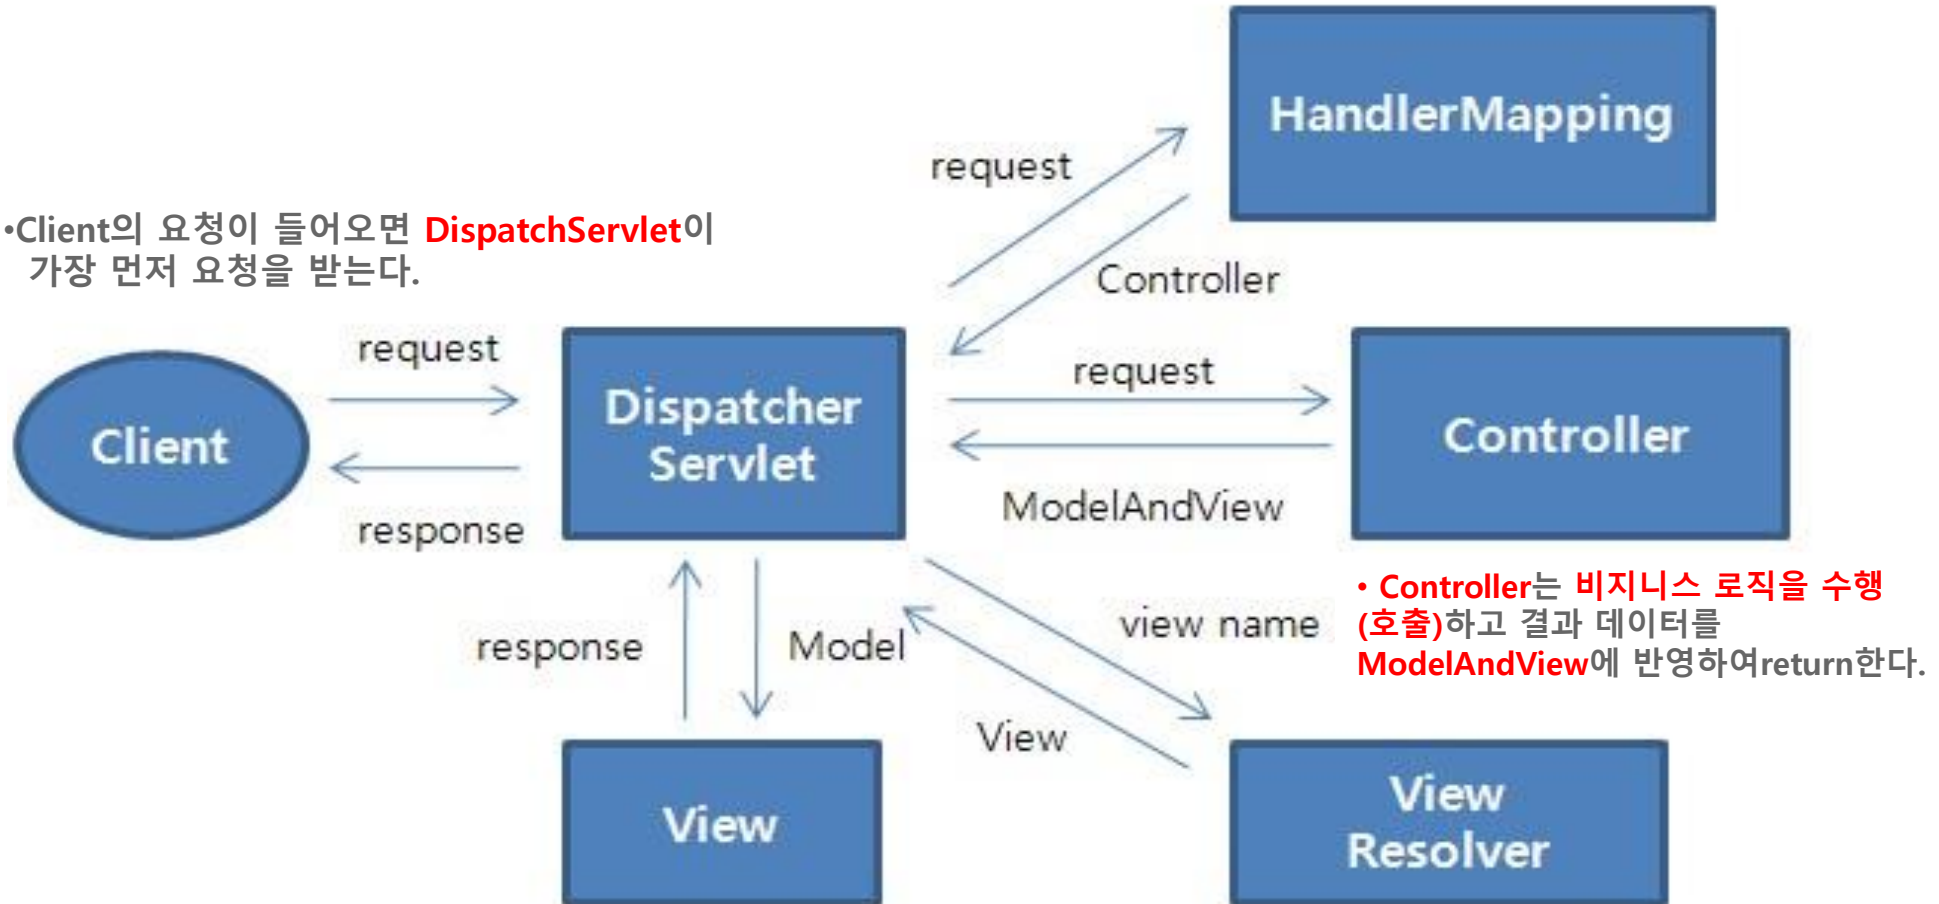 HandlerMapping
request
•Client의 요청이 들어오면 DispatchServlet이
가장 먼저 요청을 받는다.
Controller
request
request
Client
Dispatcher
Servlet
Controller
response
ModelAndView
• Controller는 비지니스 로직을 수행
(호출)하고 결과 데이터를
ModelAndView에 반영하여return한다.
response
Model
view name
View
View
View
Resolver